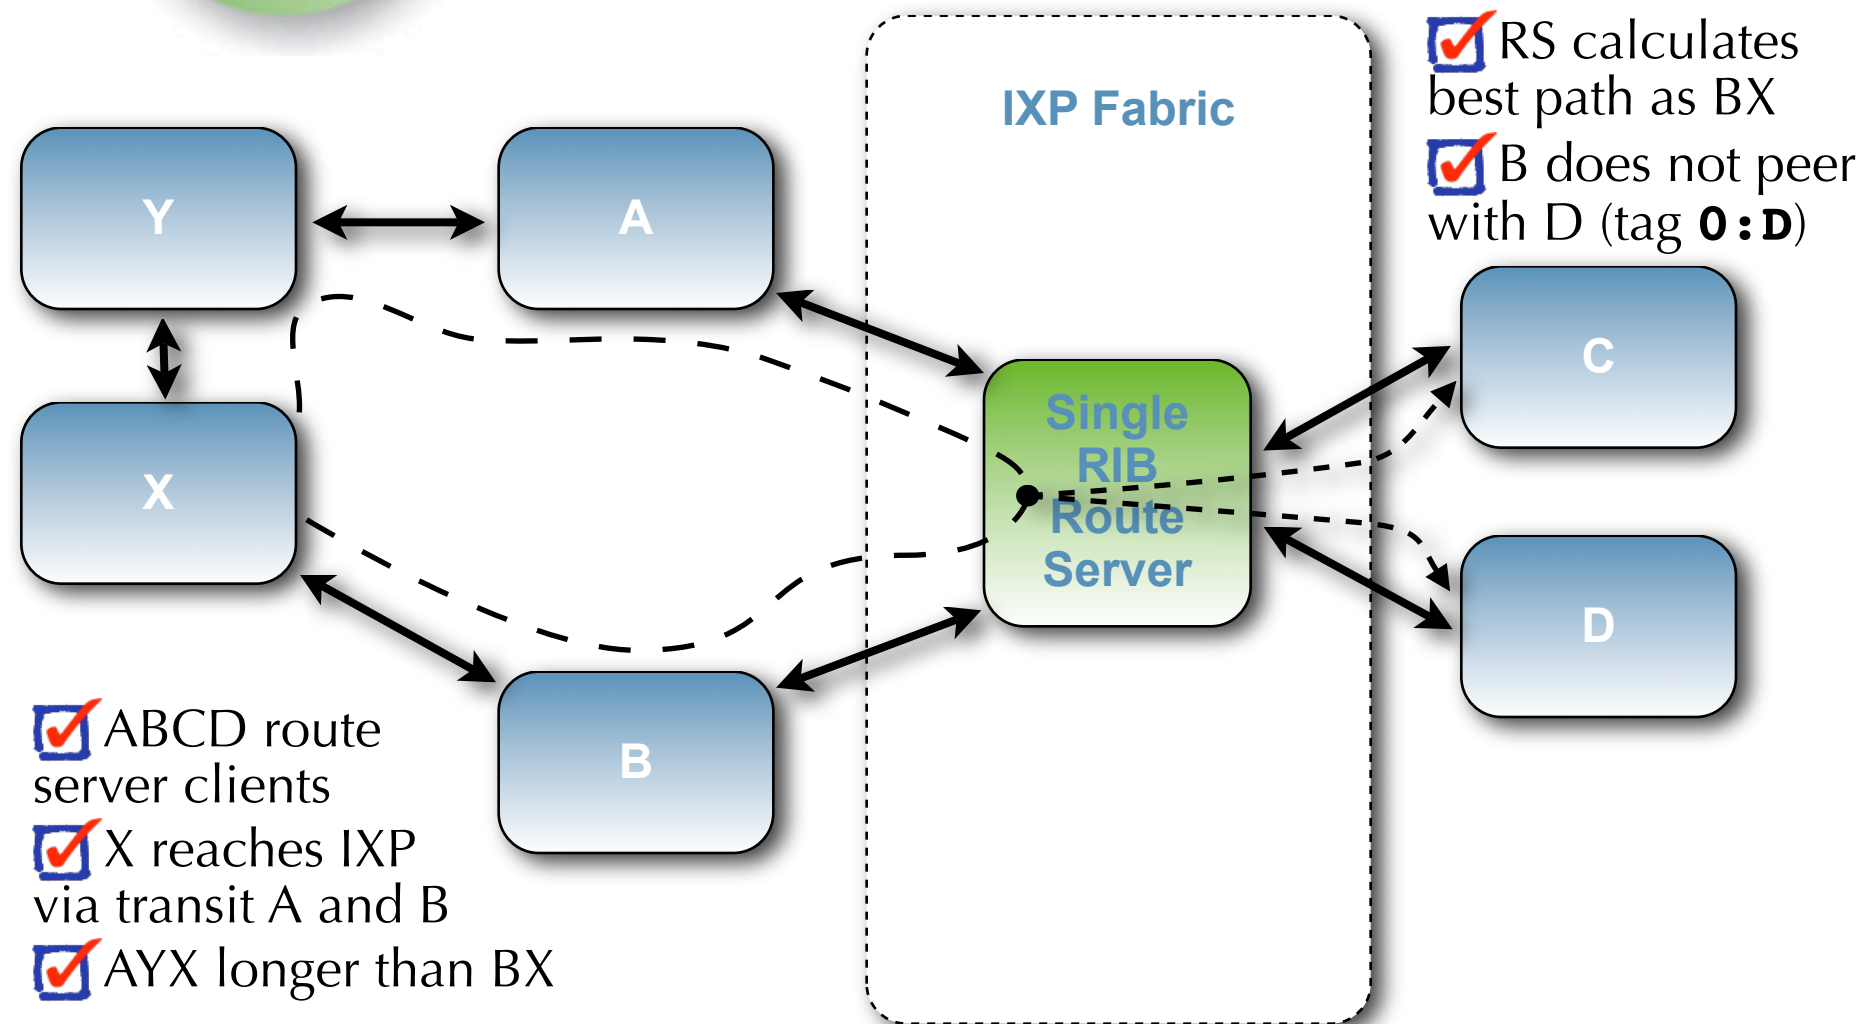 IXP Fabric
RS calculates
best path as BX
B does not peer
with D (tag 0:D)
Y
A
C
Single
RIB
Route
Server
X
D
B
ABCD route
server clients
X reaches IXP
via transit A and B
AYX longer than BX